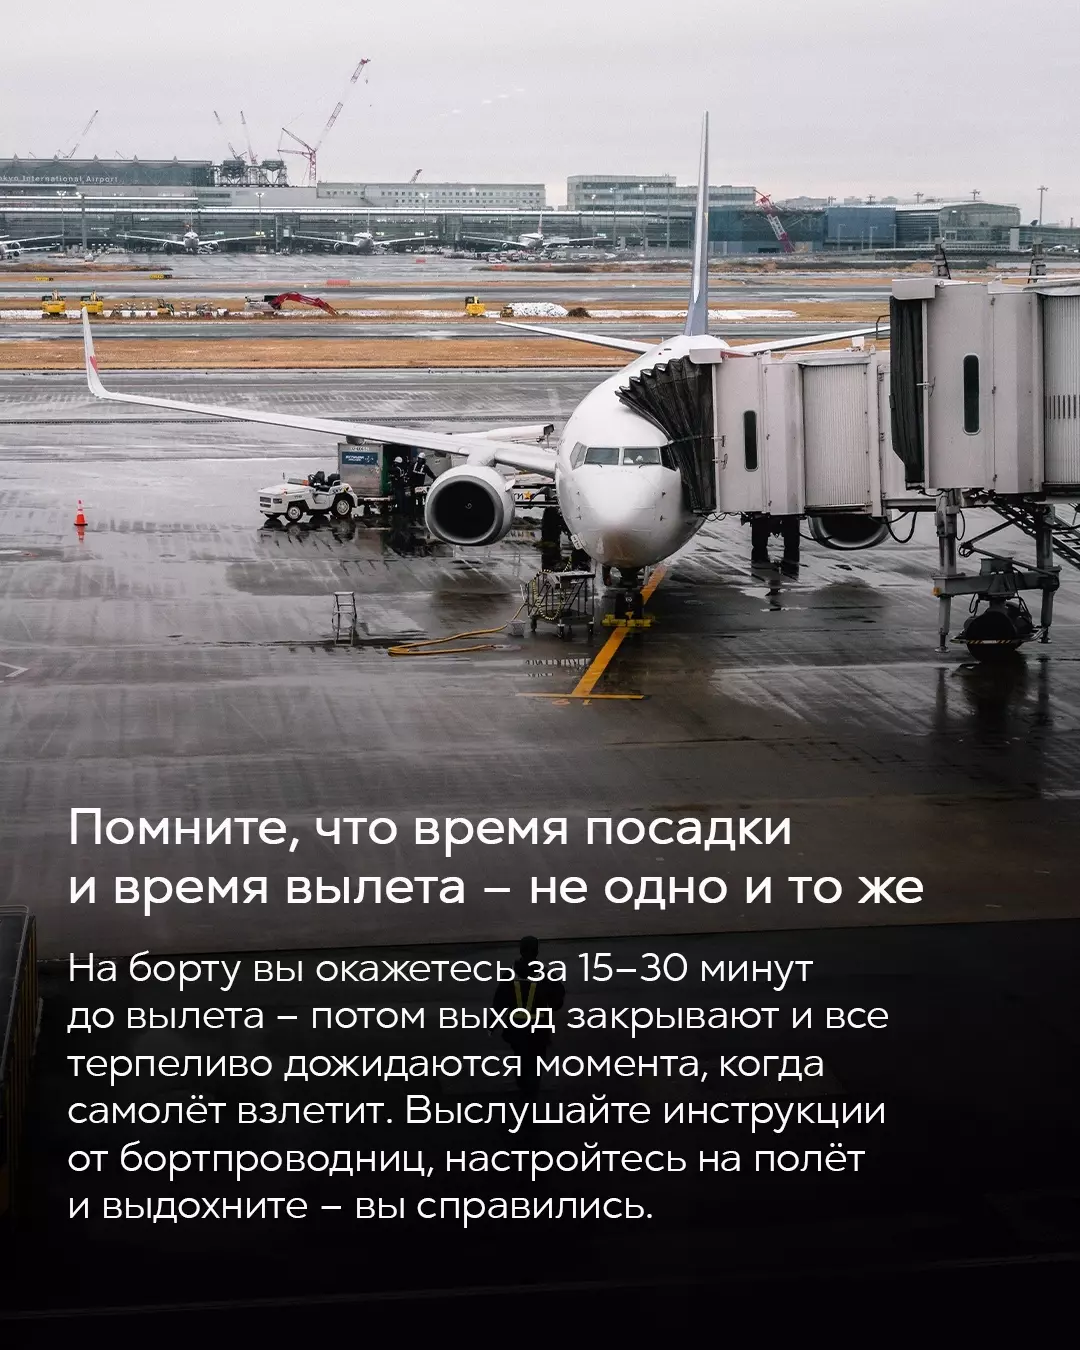 International Airport
Помните, что время посадки
и время вылета – не одно и то же
На борту вы окажетесь за 15–30 минут
до вылета – потом выход закрывают и все
терпеливо дожидаются момента, когда
самолёт взлетит. Выслушайте инструкции
от бортпроводниц, настройтесь на полёт
и выдохните – вы справились.